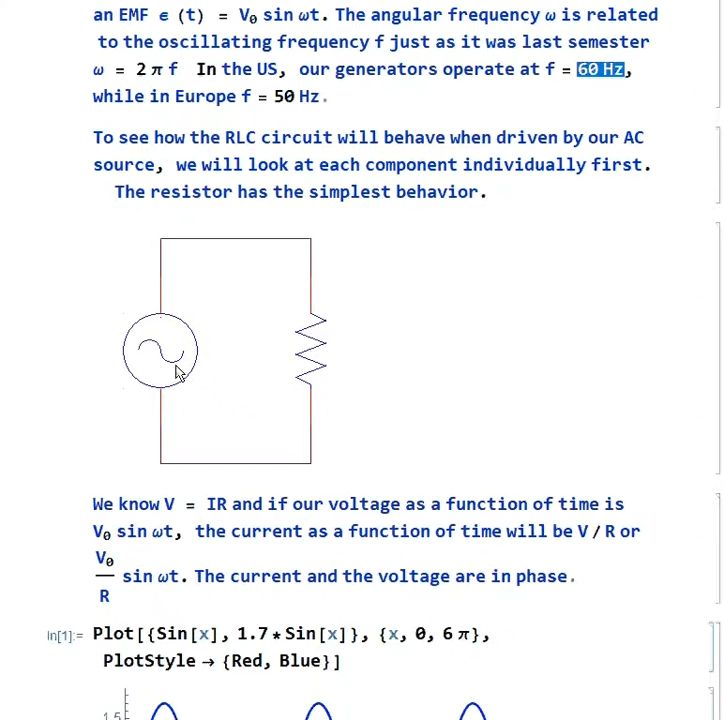 an EMF ϵ (t) = V₀ sin ωt. The angular frequency ω is related
to the oscillating frequency f just as it was last semester
ω = 2 π f In the US, our generators operate at f = 60 Hz,
while in Europe f = 50 Hz.
To see how the RLC circuit will behave when driven by our AC
source, we will look at each component individually first.
The resistor has the simplest behavior.
We know V = IR and if our voltage as a function of time is
V₀ sin ωt, the current as a function of time will be V / R or
V₀
── sin ωt. The current and the voltage are in phase.
R
In[1]:= Plot[{Sin[x], 1.7 * Sin[x]}, {x, 0, 6 π},
PlotStyle → {Red, Blue}]
1.5